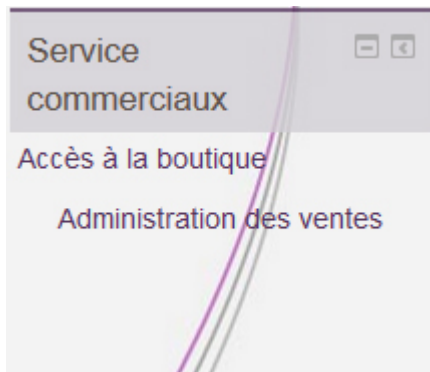 Service
commerciaux
Accès à la boutique
Administration des ventes